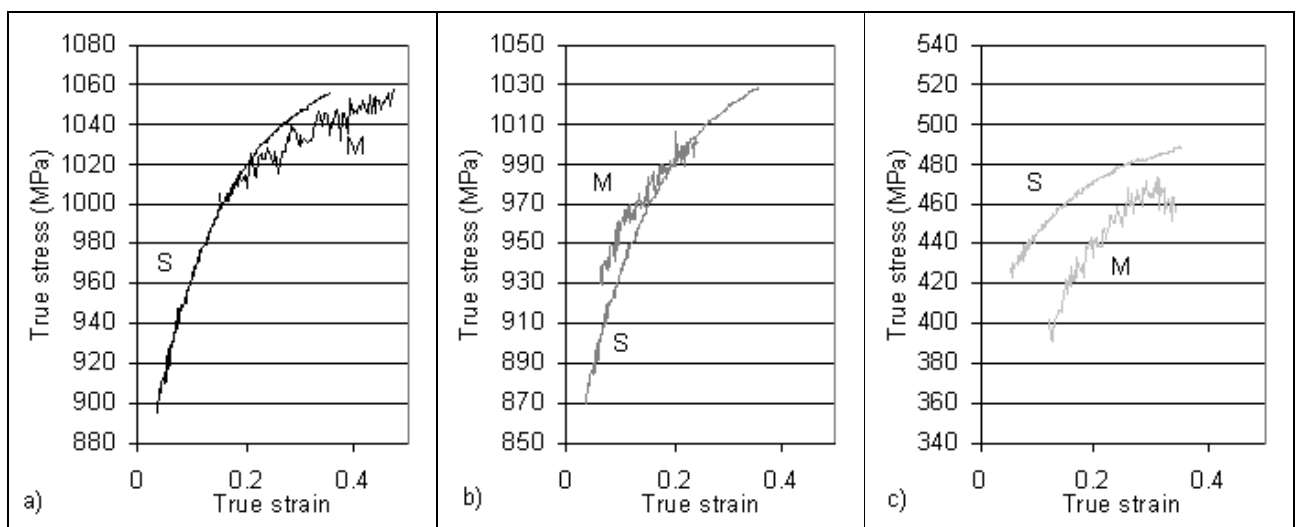 1080
1060
1040
1020
1000
980
960
940
920
900
880
True stress (MPa)
S
M
0 0.2 0.4
True strain
a)
1050
1030
1010
990
970
950
930
910
890
870
850
True stress (MPa)
M
S
0 0.2 0.4
True strain
b)
540
520
500
480
460
440
420
400
380
360
340
True stress (MPa)
S
M
0 0.2 0.4
True strain
c)